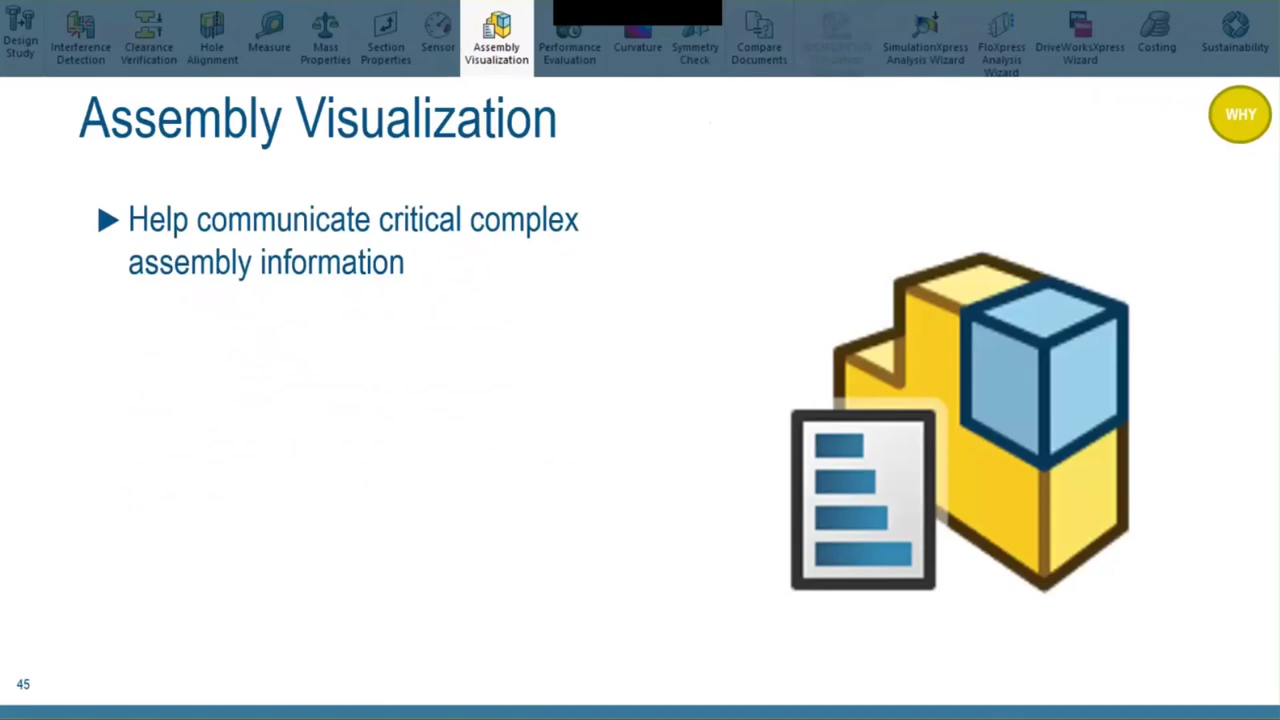 Design
Study
Interference
Detection
Clearance
Verification
Hole
Alignment
Measure
Mass
Properties
Section
Properties
Sensor
Assembly
Visualization
Performance
Evaluation
Curvature
Symmetry
Check
Compare
Documents
SimulationXpress
Analysis Wizard
FloXpress
Analysis
Wizard
DriveWorksXpress
Wizard
Costing
Sustainability
Assembly Visualization
WHY
Help communicate critical complex
assembly information
45